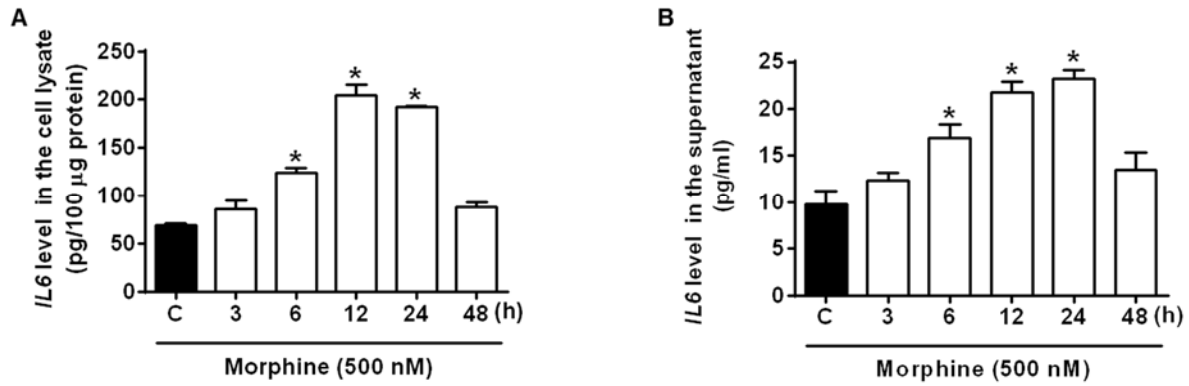 A
IL6 level in the cell lysate
(pg/100 µg protein)
250
200
150
100
50
0
*
*
*
C 3 6 12 24 48 (h)
Morphine (500 nM)
B
IL6 level in the supernatant
(pg/ml)
25
20
15
10
5
0
*
*
*
C 3 6 12 24 48 (h)
Morphine (500 nM)